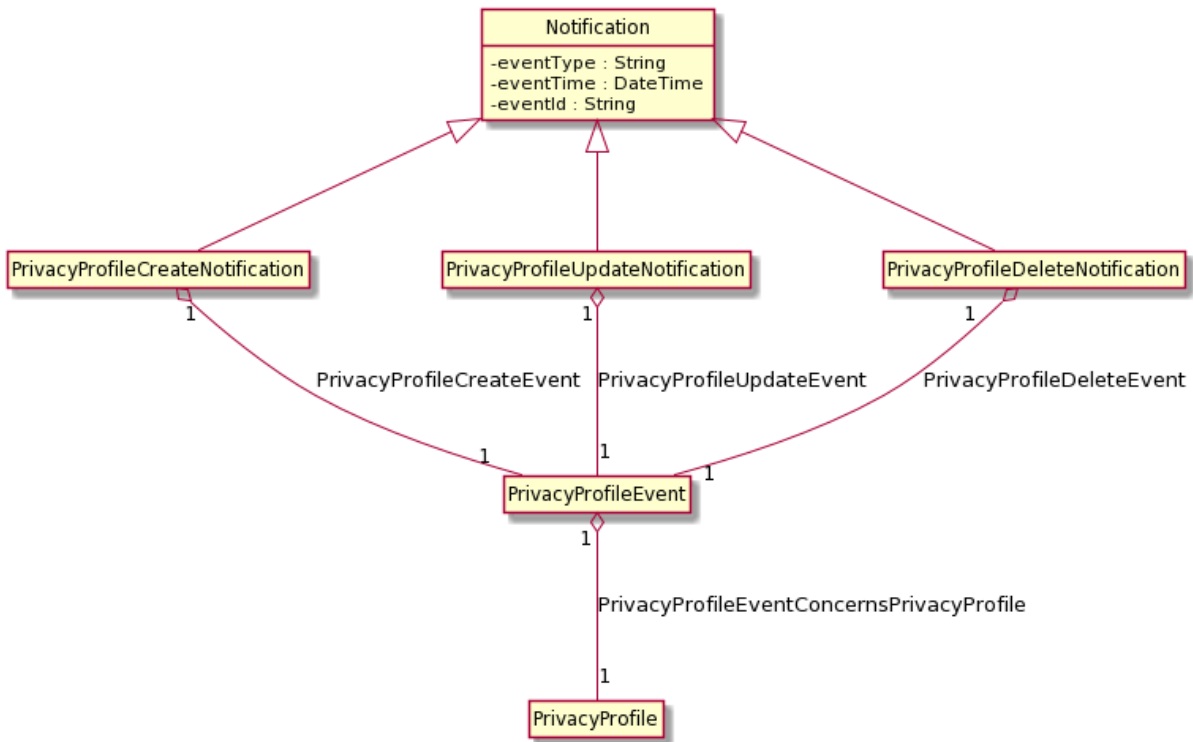 Notification
-eventType : String
-eventTime : DateTime
-eventId : String
PrivacyProfileCreateNotification
PrivacyProfileUpdateNotification
PrivacyProfileDeleteNotification
1
1
1
PrivacyProfileCreateEvent
PrivacyProfileUpdateEvent
PrivacyProfileDeleteEvent
1
1
1
PrivacyProfileEvent
1
PrivacyProfileEventConcernsPrivacyProfile
1
PrivacyProfile